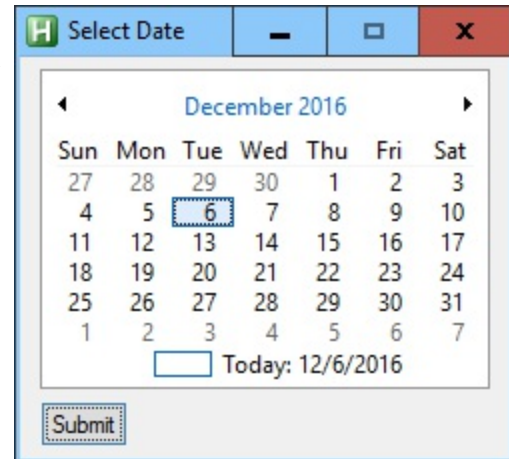 H Select Date
December 2016
Sun Mon Tue Wed Thu Fri Sat
27 28 29 30 1 2 3
4 5 6 7 8 9 10
11 12 13 14 15 16 17
18 19 20 21 22 23 24
25 26 27 28 29 30 31
1 2 3 4 5 6 7
Today: 12/6/2016
Submit